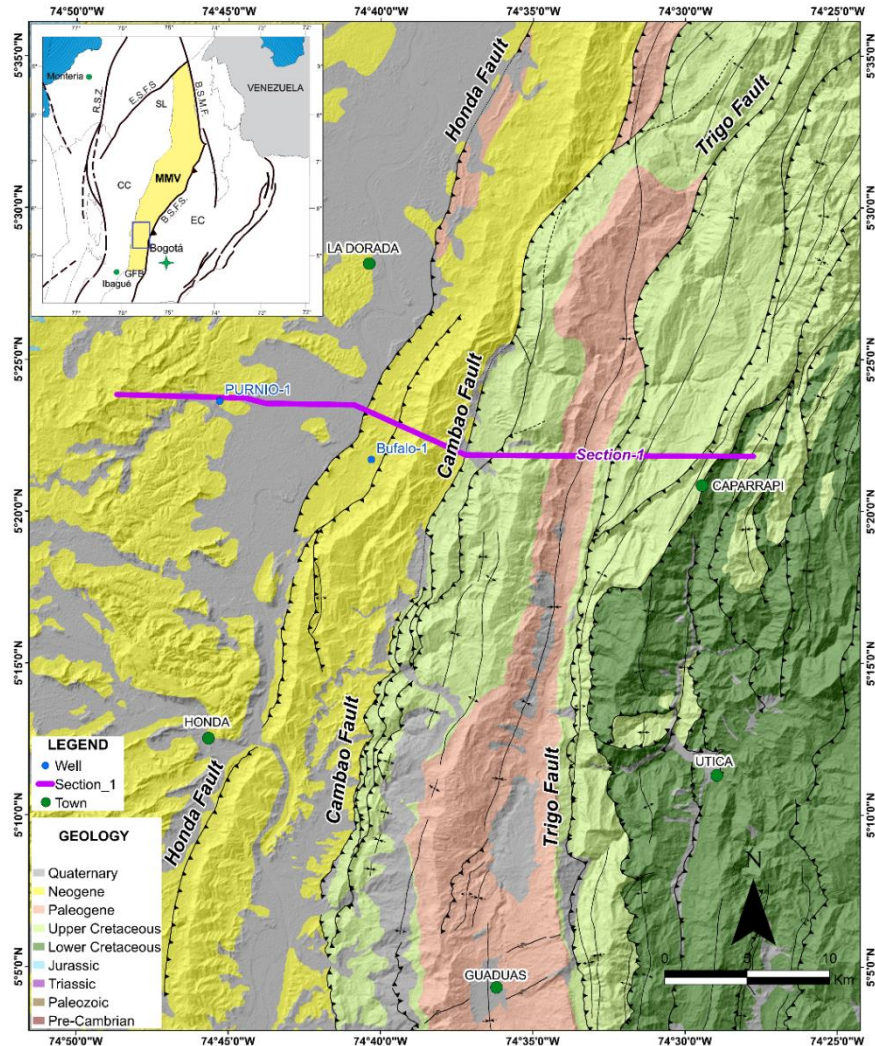 74°50'0"W 74°45'0"W 74°40'0"W 74°35'0"W 74°30'0"W 74°25'0"W
5°35'0"N
5°30'0"N
5°25'0"N
5°20'0"N
5°15'0"N
5°10'0"N
5°5'0"N
Monteria
VENEZUELA
R.S.Z.
E.S.F.S
B.S.M.F.
SL
CC
MMV
EC
B.S.F.S.
Bogotá
GFB
Ibagué
Honda Fault
Trigo Fault
LA DORADA
Cambao Fault
PURNIO-1
Bufalo-1
Section-1
CAPARRAPI
HONDA
UTICA
Honda Fault
Cambao Fault
Trigo Fault
GUADUAS
LEGEND
Well
Section_1
Town
GEOLOGY
Quaternary
Neogene
Paleogene
Upper Cretaceous
Lower Cretaceous
Jurassic
Triassic
Paleozoic
Pre-Cambrian
N
0 5 10
Km
5°35'0"N
5°30'0"N
5°25'0"N
5°20'0"N
5°15'0"N
5°10'0"N
5°5'0"N
74°50'0"W 74°45'0"W 74°40'0"W 74°35'0"W 74°30'0"W 74°25'0"W